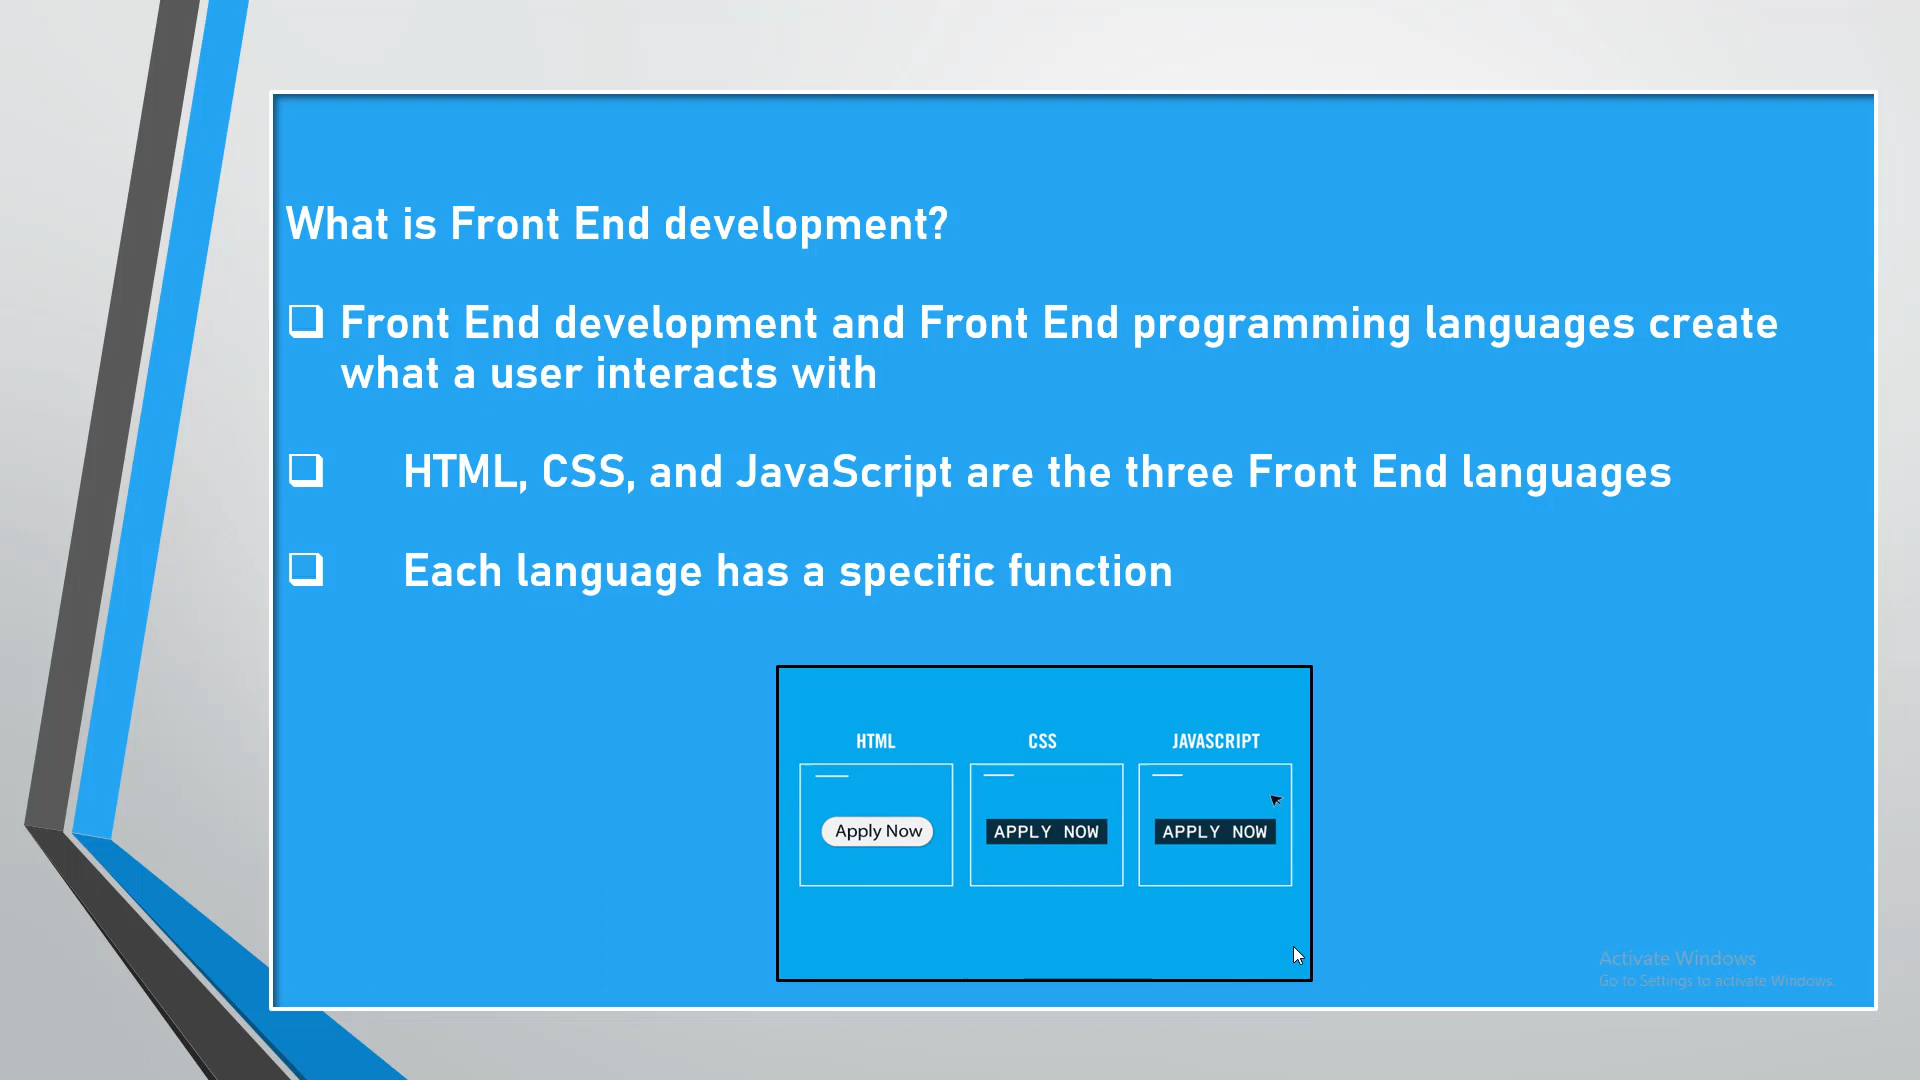 What is Front End development?
Front End development and Front End programming languages create
what a user interacts with
HTML, CSS, and JavaScript are the three Front End languages
Each language has a specific function
HTML CSS JAVASCRIPT
Apply Now APPLY NOW APPLY NOW
Activate Windows
Go to Settings to activate Windows.